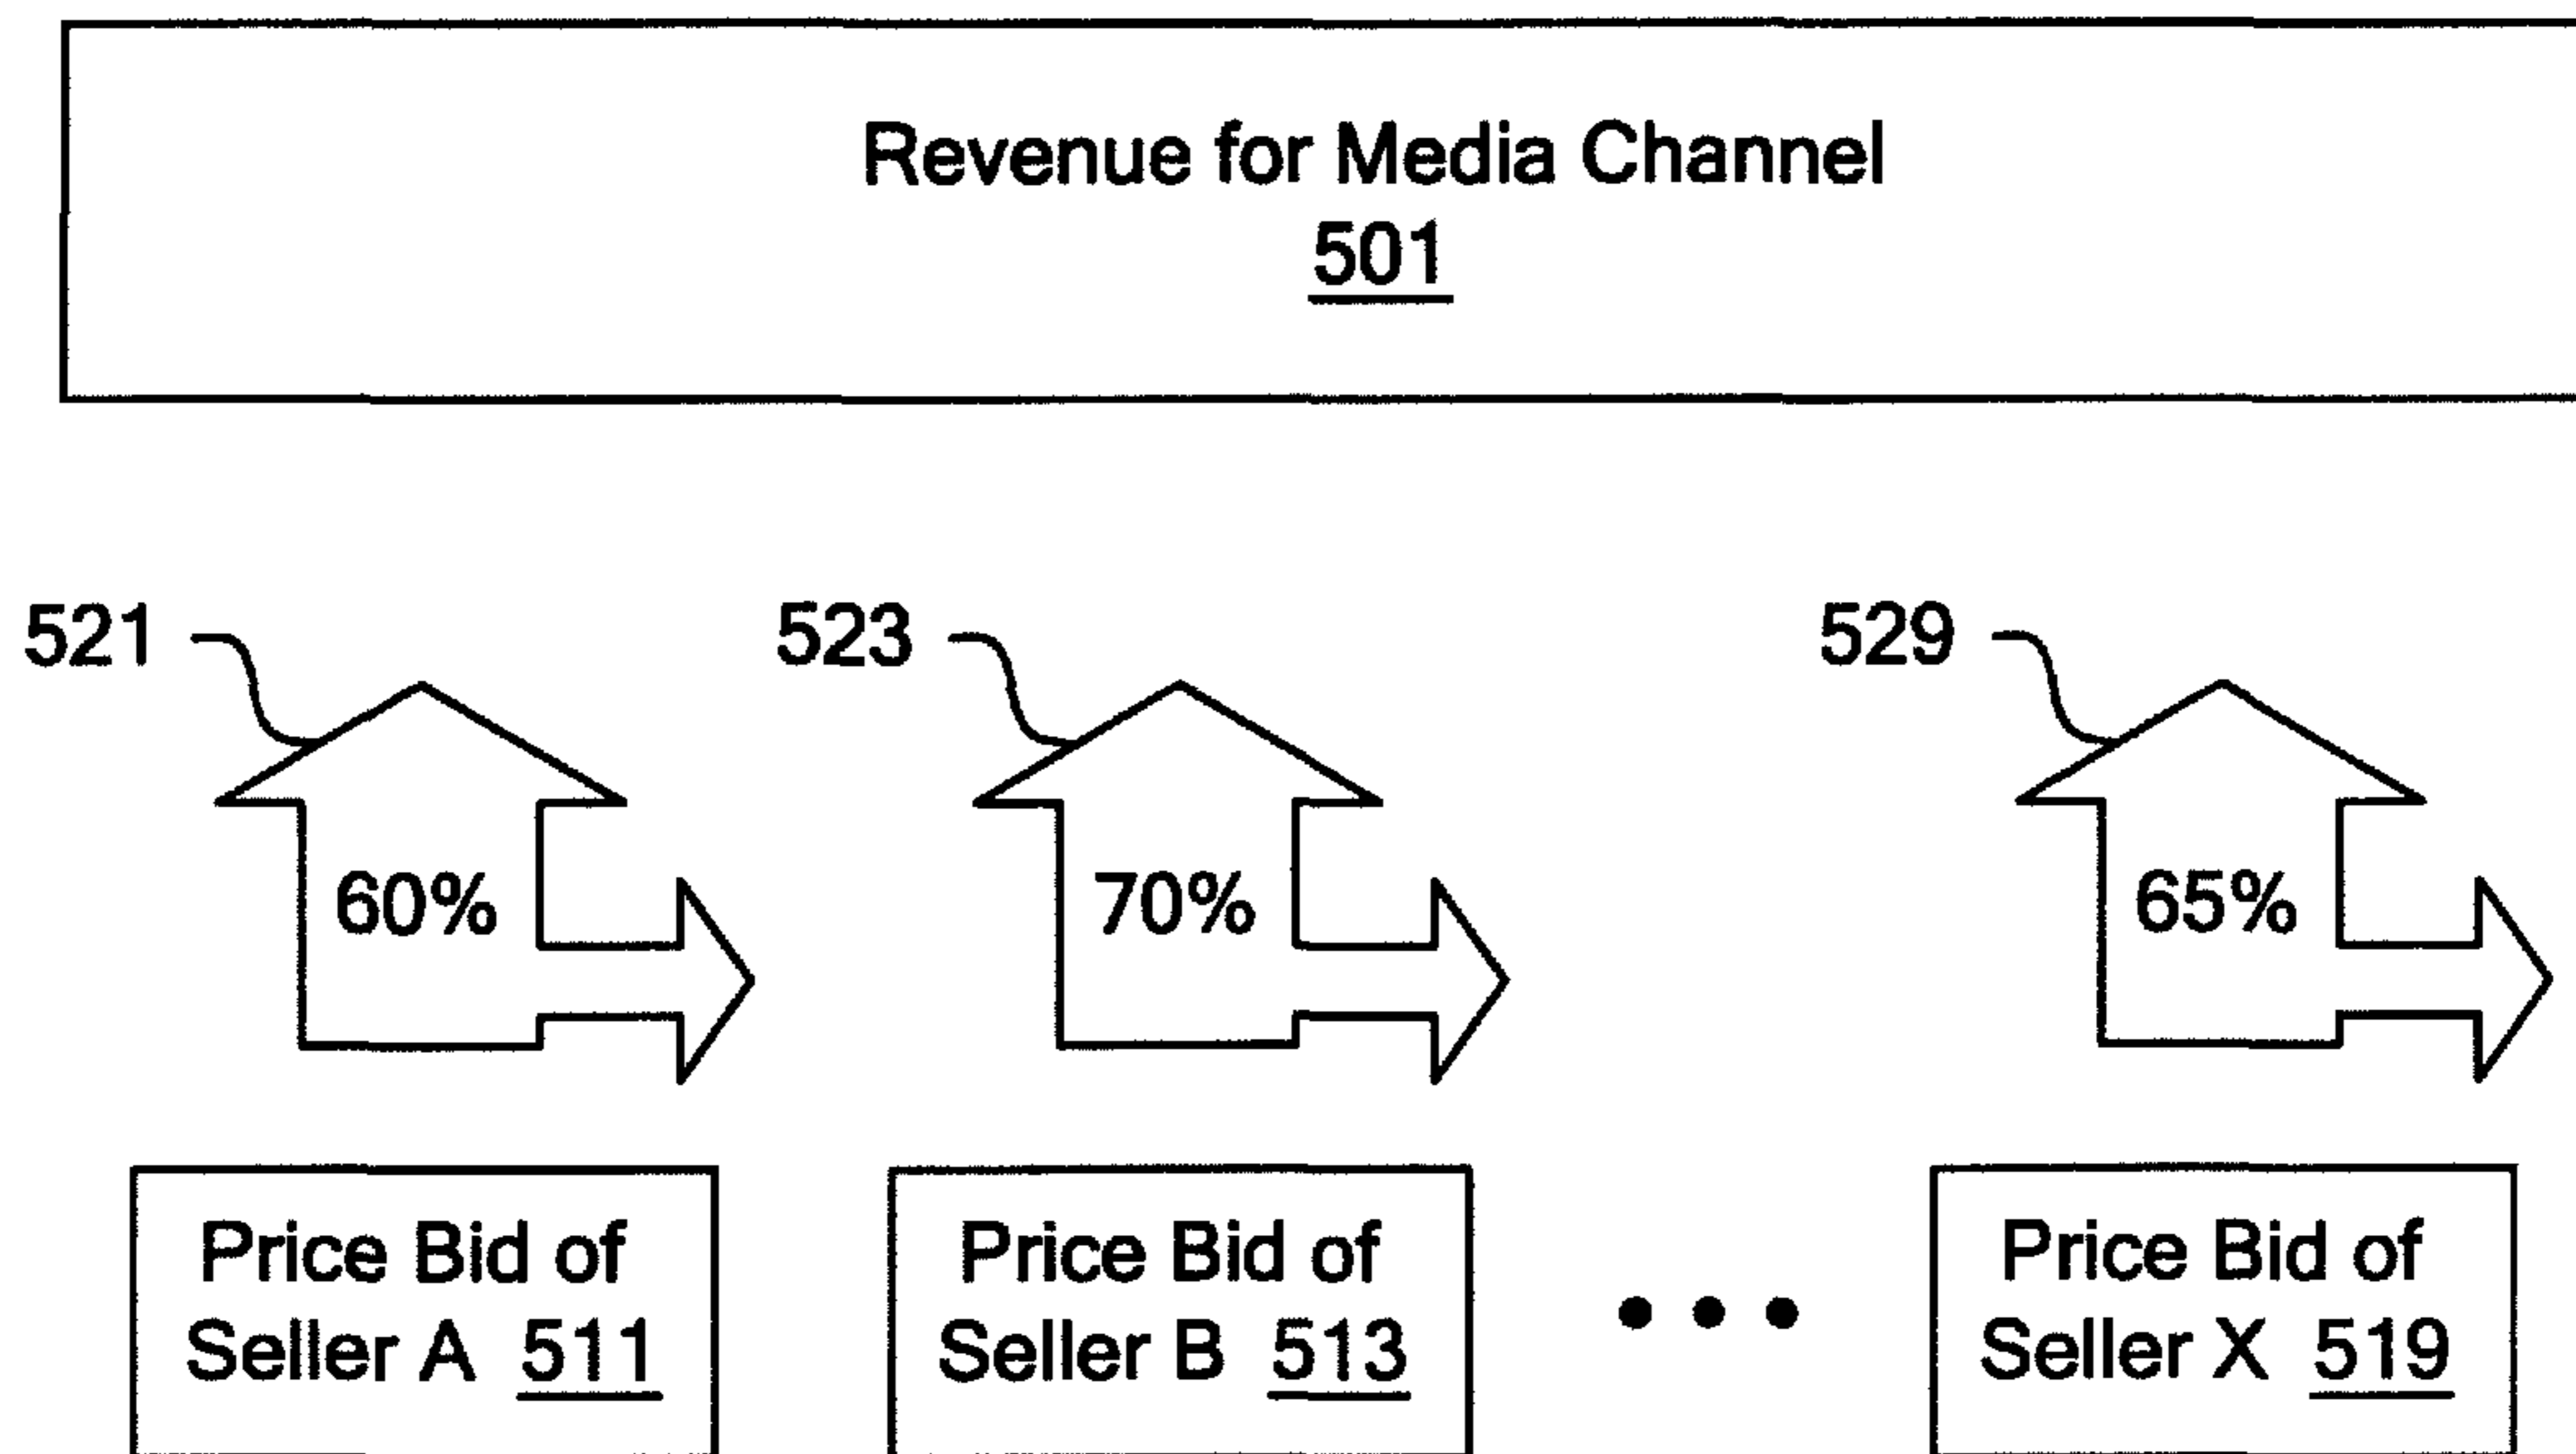 Revenue for Media Channel
501
521
523
529
60%
70%
65%
Price Bid of
Seller A 511
Price Bid of
Seller B 513
Price Bid of
Seller X 519